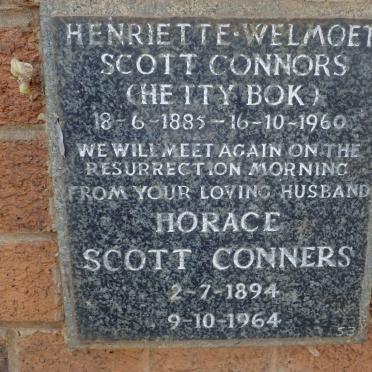 HENRIETTE·WELMOET
SCOTT CONNORS
(HETTY BOK)
18-6-1885-16-10-1960
WE WILL MEET AGAIN ON THE
RESURRECTION MORNING
FROM YOUR LOVING HUSBAND
HORACE
SCOTT CONNERS
2-7-1894
9-10-1964
53